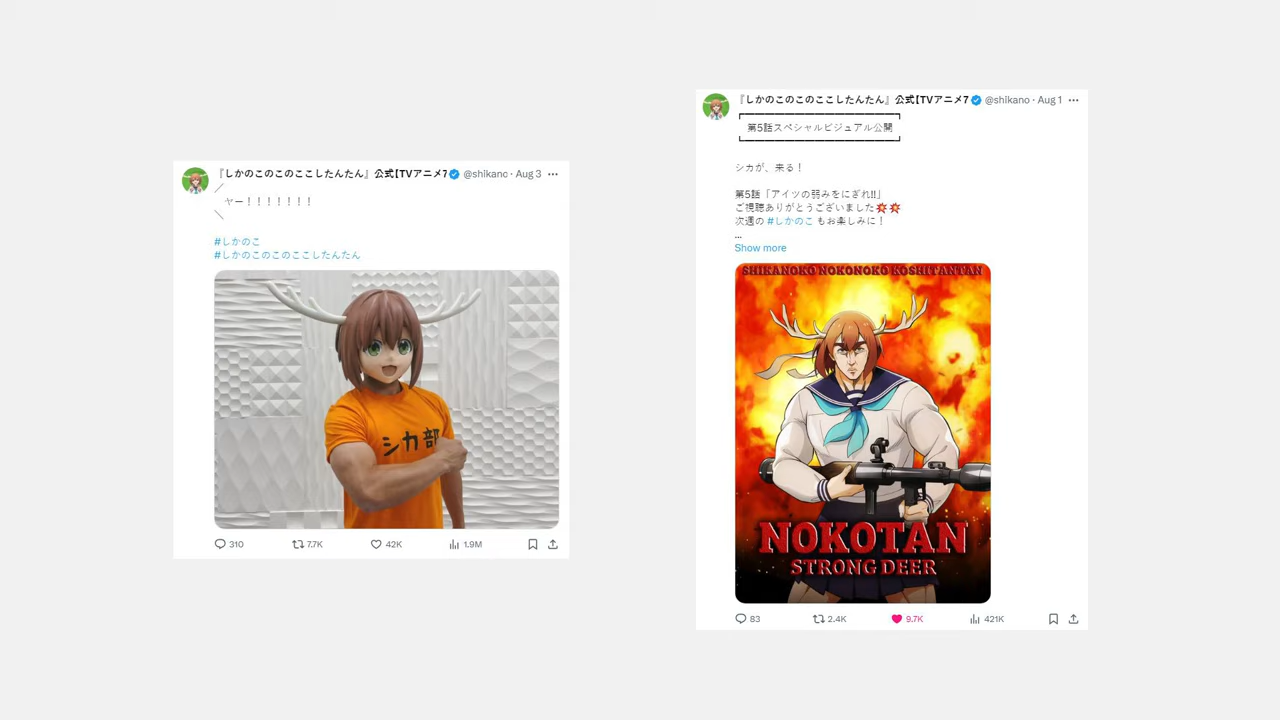 『しかのこのこのここしたんたん』公式【TVアニメ7 @shikanc · Aug 3
／
ヤー！！！！！！！
＼
#しかのこ
#しかのこのこのここしたんたん
シカ部
310 7.7K 42K 1.9M
『しかのこのこのここしたんたん』公式【TVアニメ7 @shikano · Aug 1
第5話スペシャルビジュアル公開
シカが、来る！
第5話「アイツの弱みをにぎれ!!」
ご視聴ありがとうございました💥💥
次週の #しかのこ もお楽しみに！
...
Show more
SHIKANOKO NOKONOKO KOSHITANTAN
NOKOTAN
STRONG DEER
83 2.4K 9.7K 421K